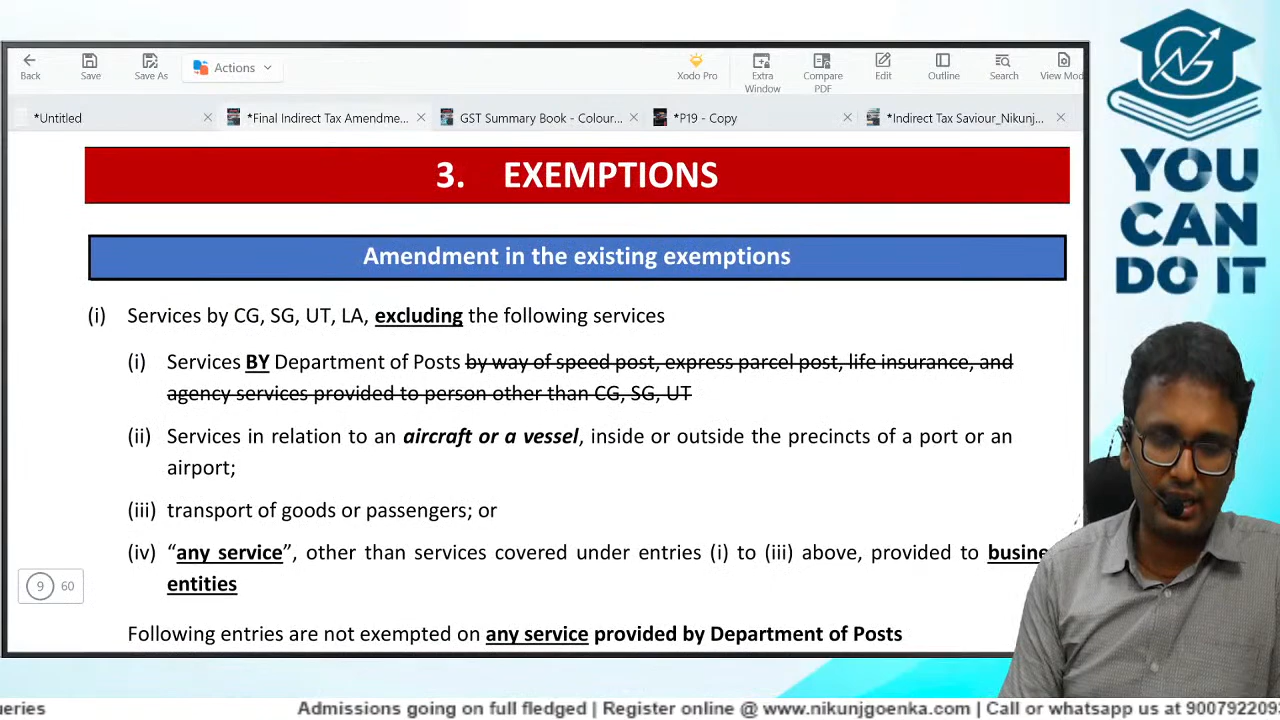 Back
Save
Save As
Actions
Xodo Pro
Extra Window
Compare PDF
Edit
Outline
Search
View Mod
*Untitled
*Final Indirect Tax Amendme...
GST Summary Book - Colour...
*P19 - Copy
*Indirect Tax Saviour_Nikunj...
3. EXEMPTIONS
Amendment in the existing exemptions
(i) Services by CG, SG, UT, LA, excluding the following services
(i) Services BY Department of Posts by way of speed post, express parcel post, life insurance, and
agency services provided to person other than CG, SG, UT
(ii) Services in relation to an aircraft or a vessel, inside or outside the precincts of a port or an
airport;
(iii) transport of goods or passengers; or
(iv) “any service”, other than services covered under entries (i) to (iii) above, provided to busine
entities
9 60
Following entries are not exempted on any service provided by Department of Posts
YOU
CAN
DO IT
eries
Admissions going on full fledged | Register online @ www.nikunjgoenka.com | Call or whatsapp us at 900792209